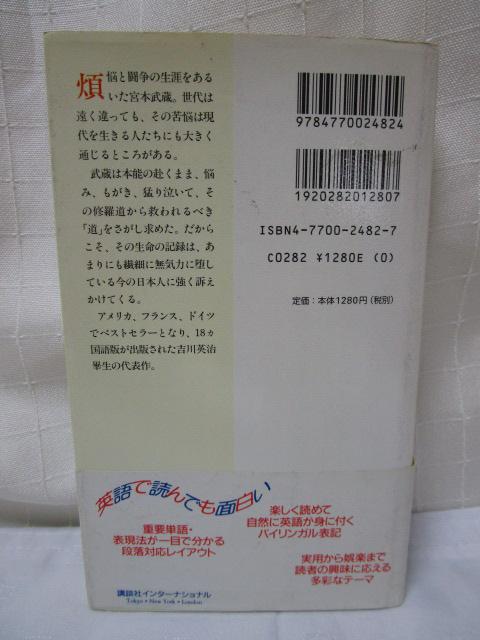 煩悩と闘争の生涯をある
いた宮本武蔵。世代は
遠く違っても、その苦悩は現
代を生きる人たちにも大きく
通じるところがある。
武蔵は本能の赴くまま、悩
み、もがき、猛り泣いて、そ
の修羅道から救われるべき
「道」をさがし求めた。だから
こそ、その生命の記録は、あ
まりにも繊細に無気力に堕し
ている今の日本人に強く訴え
かけてくる。
アメリカ、フランス、ドイツ
でベストセラーとなり、18ヵ
国語版が出版された吉川英治
畢生の代表作。
9784770024824
1920282012807
ISBN4-7700-2482-7
C0282 ¥1280E (0)
定価：本体1280円(税別)
英語で読んでも面白い
重要単語・
表現法が一目で分かる
段落対応レイアウト
楽しく読めて
自然に英語が身に付く
バイリンガル表記
実用から娯楽まで
読者の興味に応える
多彩なテーマ
講談社インターナショナル
Tokyo・New York・London